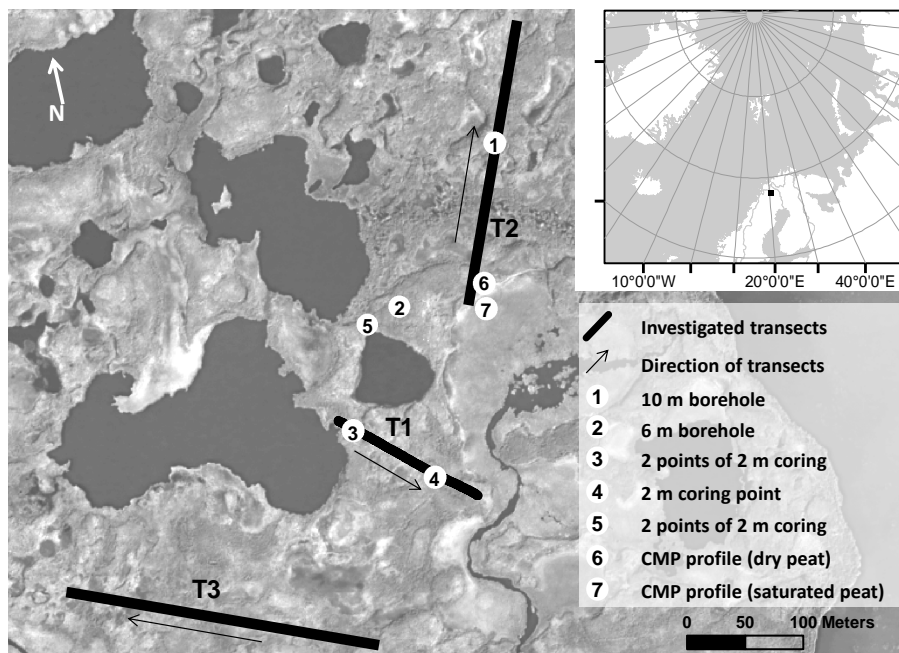 N
1
T2
6
7
2
5
3
T1
4
T3
10°0'0"W 20°0'0"E 40°0'0"E
Investigated transects
Direction of transects
1 10 m borehole
2 6 m borehole
3 2 points of 2 m coring
4 2 m coring point
5 2 points of 2 m coring
6 CMP profile (dry peat)
7 CMP profile (saturated peat)
0 50 100 Meters